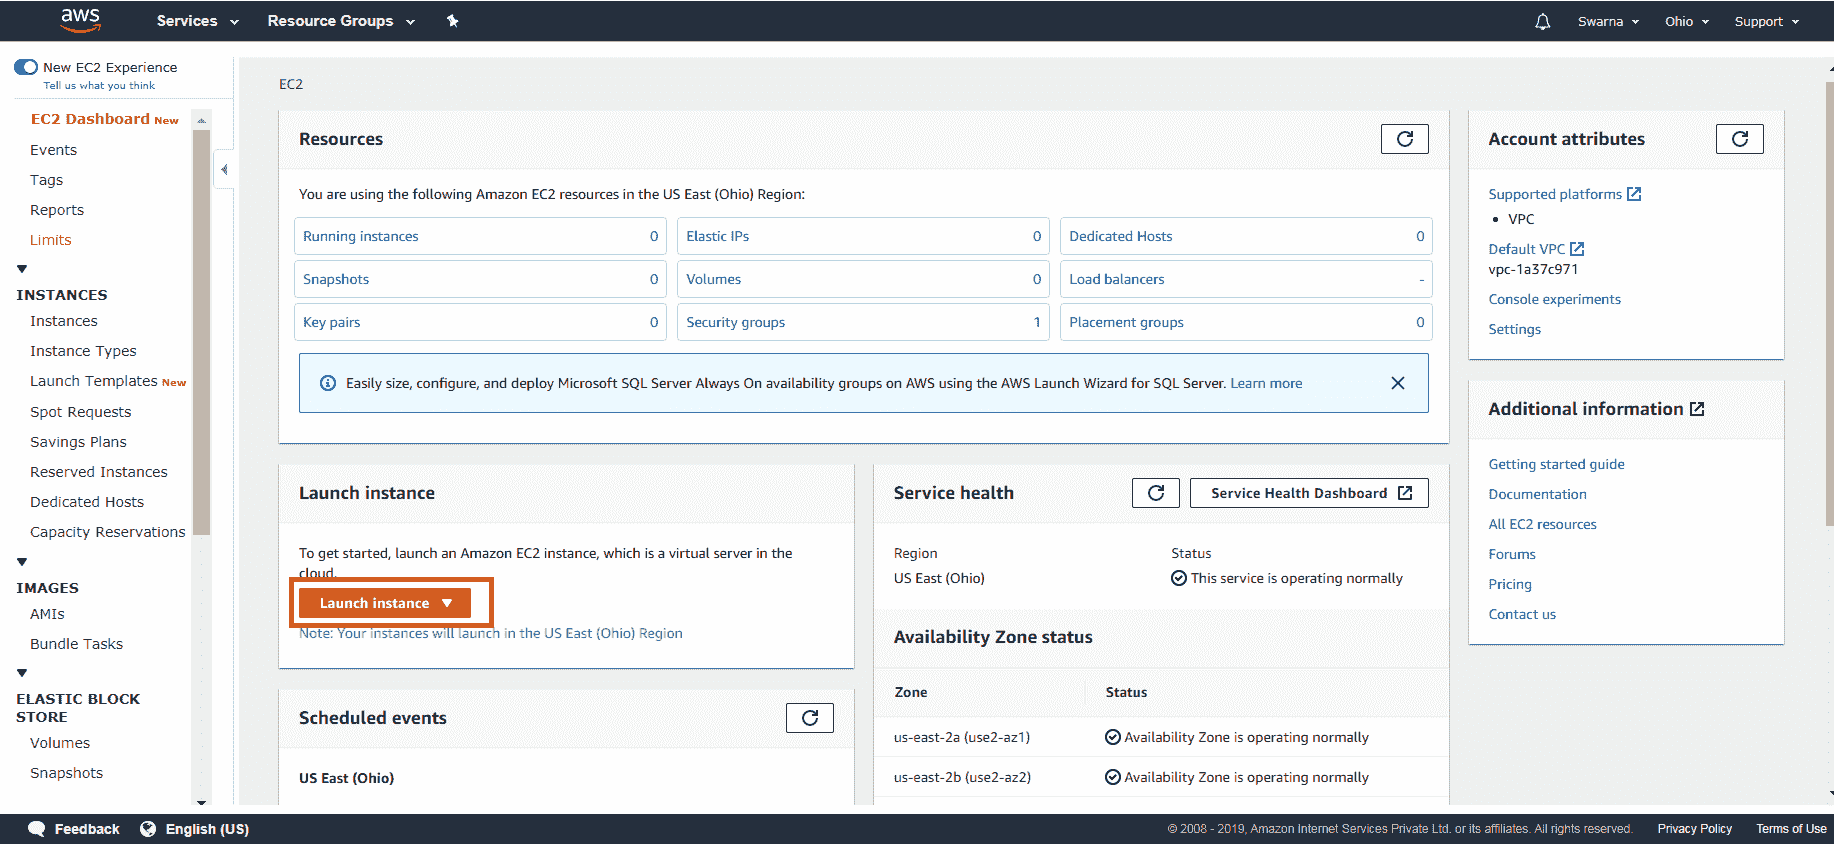 aws
Services
Resource Groups
Swarna
Ohio
Support
New EC2 Experience
Tell us what you think
EC2 Dashboard New
Events
Tags
Reports
Limits
INSTANCES
Instances
Instance Types
Launch Templates New
Spot Requests
Savings Plans
Reserved Instances
Dedicated Hosts
Capacity Reservations
IMAGES
AMIs
Bundle Tasks
ELASTIC BLOCK
STORE
Volumes
Snapshots
EC2
Resources
You are using the following Amazon EC2 resources in the US East (Ohio) Region:
Running instances 0
Elastic IPs 0
Dedicated Hosts 0
Snapshots 0
Volumes 0
Load balancers -
Key pairs 0
Security groups 1
Placement groups 0
Easily size, configure, and deploy Microsoft SQL Server Always On availability groups on AWS using the AWS Launch Wizard for SQL Server. Learn more
Launch instance
To get started, launch an Amazon EC2 instance, which is a virtual server in the
cloud.
Launch instance
Note: Your instances will launch in the US East (Ohio) Region
Scheduled events
US East (Ohio)
Service health
Service Health Dashboard
Region Status
US East (Ohio) This service is operating normally
Availability Zone status
Zone Status
us-east-2a (use2-az1) Availability Zone is operating normally
us-east-2b (use2-az2) Availability Zone is operating normally
Account attributes
Supported platforms
• VPC
Default VPC
vpc-1a37c971
Console experiments
Settings
Additional information
Getting started guide
Documentation
All EC2 resources
Forums
Pricing
Contact us
Feedback
English (US)
© 2008 - 2019, Amazon Internet Services Private Ltd. or its affiliates. All rights reserved.
Privacy Policy
Terms of Use